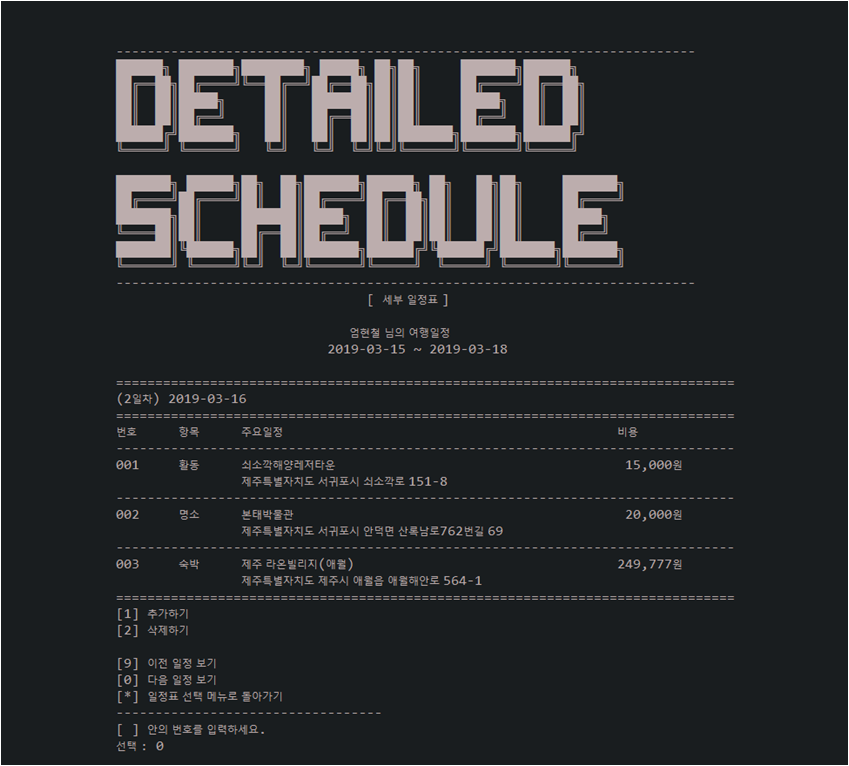 DETAILED
SCHEDULE
[ 세부 일정표 ]
엄현철 님의 여행일정
2019-03-15 ~ 2019-03-18
(2일차) 2019-03-16
번호 항목 주요일정 비용
001 활동 쇠소깍해양레저타운 15,000원
제주특별자치도 서귀포시 쇠소깍로 151-8
002 명소 본태박물관 20,000원
제주특별자치도 서귀포시 안덕면 산록남로762번길 69
003 숙박 제주 라온빌리지(애월) 249,777원
제주특별자치도 제주시 애월읍 애월해안로 564-1
[1] 추가하기
[2] 삭제하기
[9] 이전 일정 보기
[0] 다음 일정 보기
[*] 일정표 선택 메뉴로 돌아가기
[ ] 안의 번호를 입력하세요.
선택 : 0